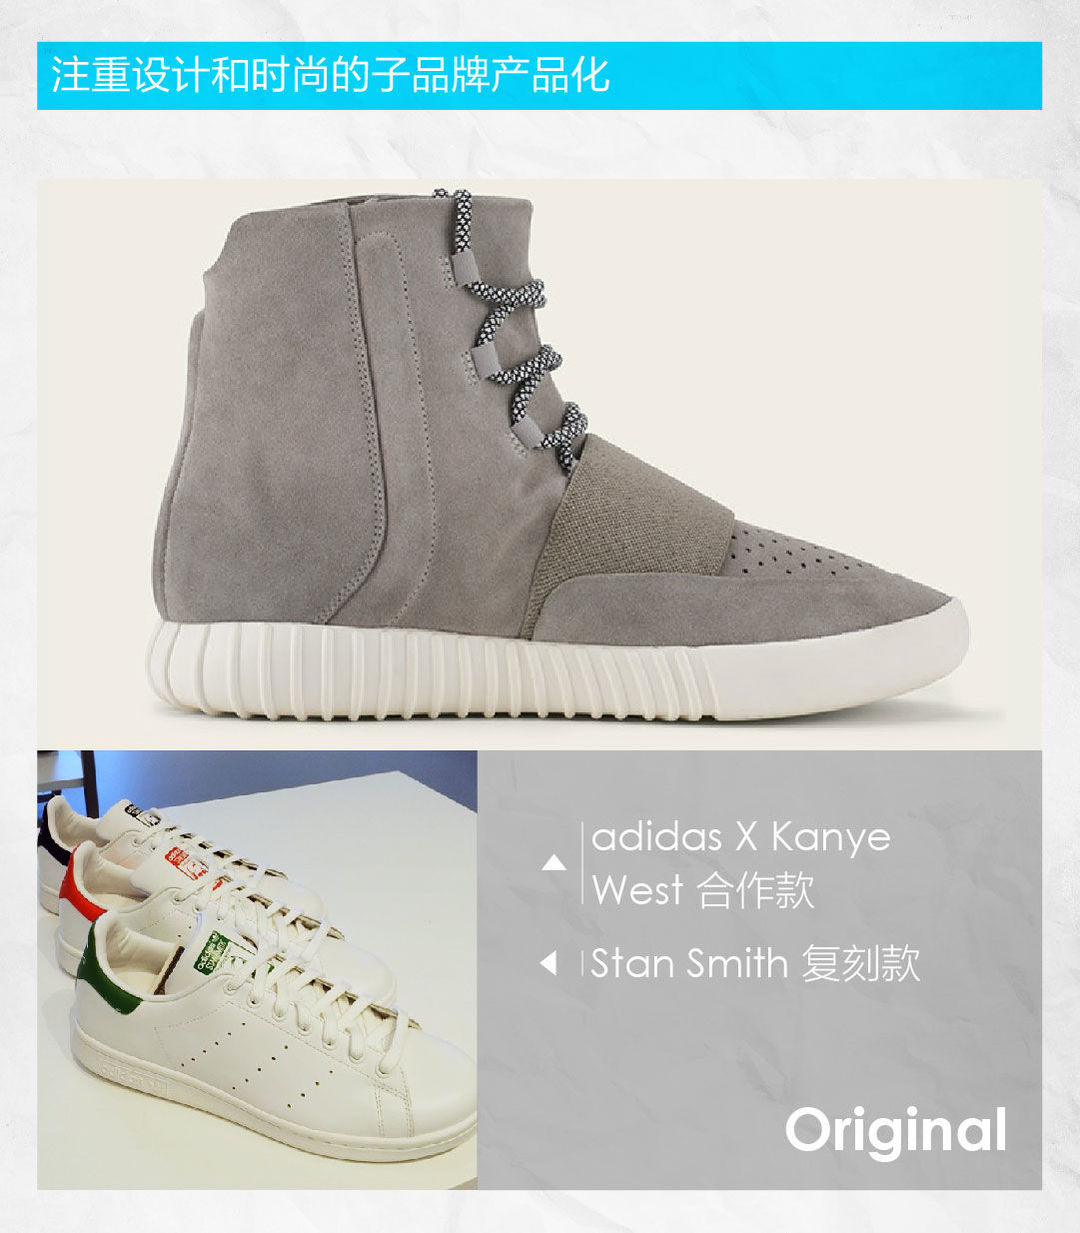 注重设计和时尚的子品牌产品化
adidas X Kanye
West 合作款
Stan Smith 复刻款
Original